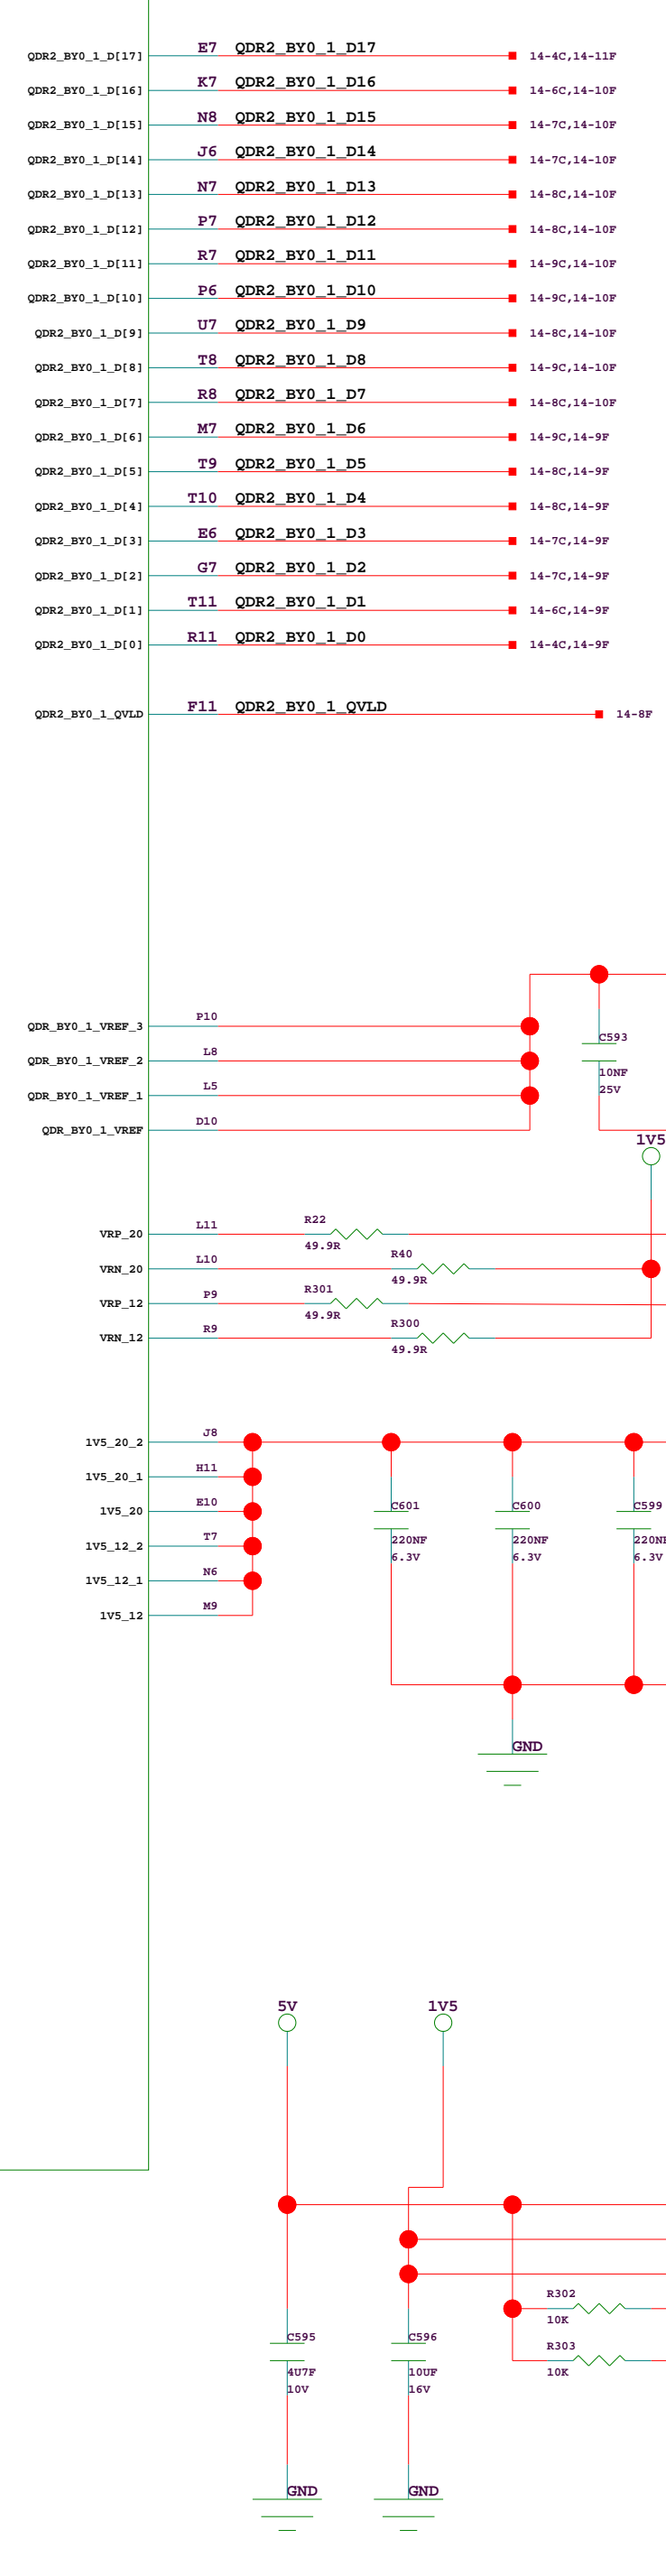 QDR2_BY0_1_D[17] E7 QDR2_BY0_1_D17 14-4C,14-11F
QDR2_BY0_1_D[16] K7 QDR2_BY0_1_D16 14-6C,14-10F
QDR2_BY0_1_D[15] N8 QDR2_BY0_1_D15 14-7C,14-10F
QDR2_BY0_1_D[14] J6 QDR2_BY0_1_D14 14-7C,14-10F
QDR2_BY0_1_D[13] N7 QDR2_BY0_1_D13 14-8C,14-10F
QDR2_BY0_1_D[12] P7 QDR2_BY0_1_D12 14-8C,14-10F
QDR2_BY0_1_D[11] R7 QDR2_BY0_1_D11 14-9C,14-10F
QDR2_BY0_1_D[10] P6 QDR2_BY0_1_D10 14-9C,14-10F
QDR2_BY0_1_D[9] U7 QDR2_BY0_1_D9 14-8C,14-10F
QDR2_BY0_1_D[8] T8 QDR2_BY0_1_D8 14-9C,14-10F
QDR2_BY0_1_D[7] R8 QDR2_BY0_1_D7 14-8C,14-10F
QDR2_BY0_1_D[6] M7 QDR2_BY0_1_D6 14-9C,14-9F
QDR2_BY0_1_D[5] T9 QDR2_BY0_1_D5 14-8C,14-9F
QDR2_BY0_1_D[4] T10 QDR2_BY0_1_D4 14-8C,14-9F
QDR2_BY0_1_D[3] E6 QDR2_BY0_1_D3 14-7C,14-9F
QDR2_BY0_1_D[2] G7 QDR2_BY0_1_D2 14-7C,14-9F
QDR2_BY0_1_D[1] T11 QDR2_BY0_1_D1 14-6C,14-9F
QDR2_BY0_1_D[0] R11 QDR2_BY0_1_D0 14-4C,14-9F
QDR2_BY0_1_QVLD F11 QDR2_BY0_1_QVLD 14-8F
QDR_BY0_1_VREF_3 P10
C593
QDR_BY0_1_VREF_2 L8
10NF
25V
QDR_BY0_1_VREF_1 L5
QDR_BY0_1_VREF D10
1V5
VRP_20 L11 R22
49.9R
VRN_20 L10 R40
49.9R
VRP_12 P9 R301
49.9R
VRN_12 R9 R300
49.9R
1V5_20_2 J8
1V5_20_1 H11
1V5_20 E10
C601 C600 C599
1V5_12_2 T7
220NF 220NF 220NF
6.3V 6.3V 6.3V
1V5_12_1 N6
1V5_12 M9
GND
5V 1V5
R302
10K
C595 C596 R303
4U7F 10UF 10K
10V 16V
GND GND